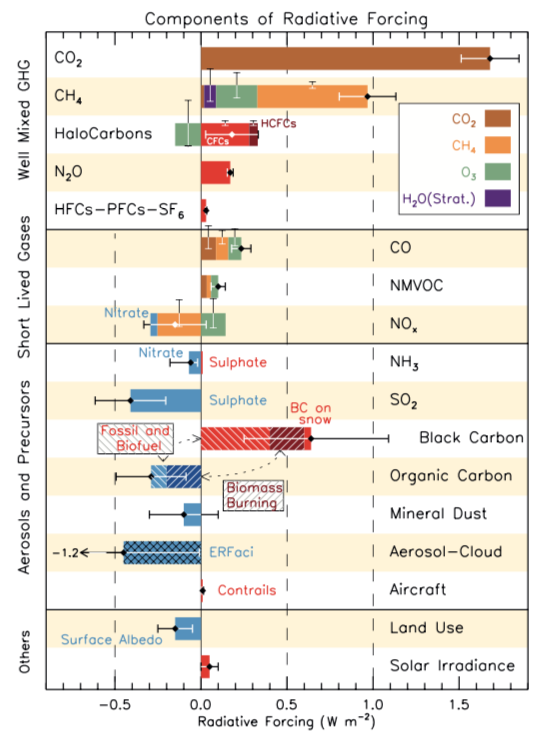 Components of Radiative Forcing
Well Mixed GHG
CO2
CH4
HaloCarbons
HCFCs
CFCs
N2O
HFCs−PFCs−SF6
CO2
CH4
O3
H2O(Strat.)
Short Lived Gases
CO
NMVOC
Nitrate
NOx
Aerosols and Precursors
Nitrate
Sulphate
NH3
Sulphate
SO2
BC on
snow
Fossil and
Biofuel
Black Carbon
Organic Carbon
Biomass
Burning
Mineral Dust
−1.2
ERFaci
Aerosol−Cloud
Contrails
Aircraft
Others
Surface Albedo
Land Use
Solar Irradiance
−0.5 0.0 0.5 1.0 1.5
Radiative Forcing (W m−2)